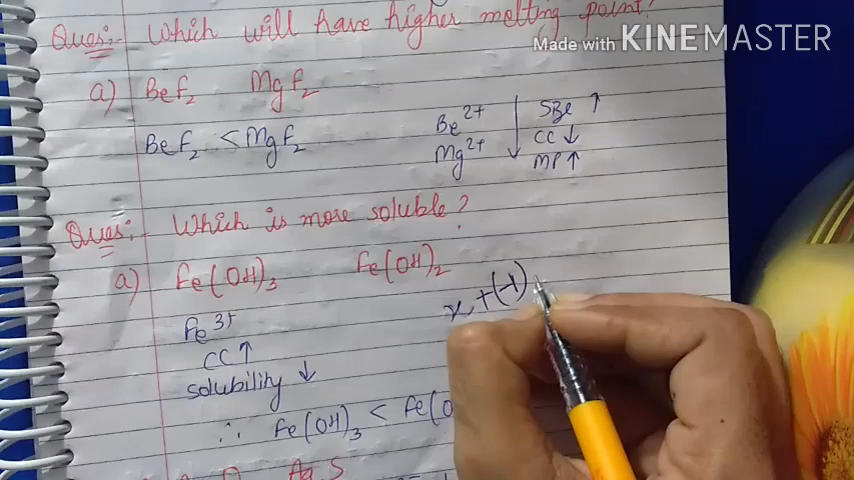 Ques:- Which will have higher melting point?
Made with KINEMASTER
a) BeF2 MgF2
BeF2 < MgF2
Be2+ Size ↑
Mg2+ CC ↓
MP ↑
Ques:- Which is more soluble?
a) Fe(OH)3 Fe(OH)2
x+(-1)
Fe3+
CC ↑
solubility ↓
∴ Fe(OH)3 < Fe(O